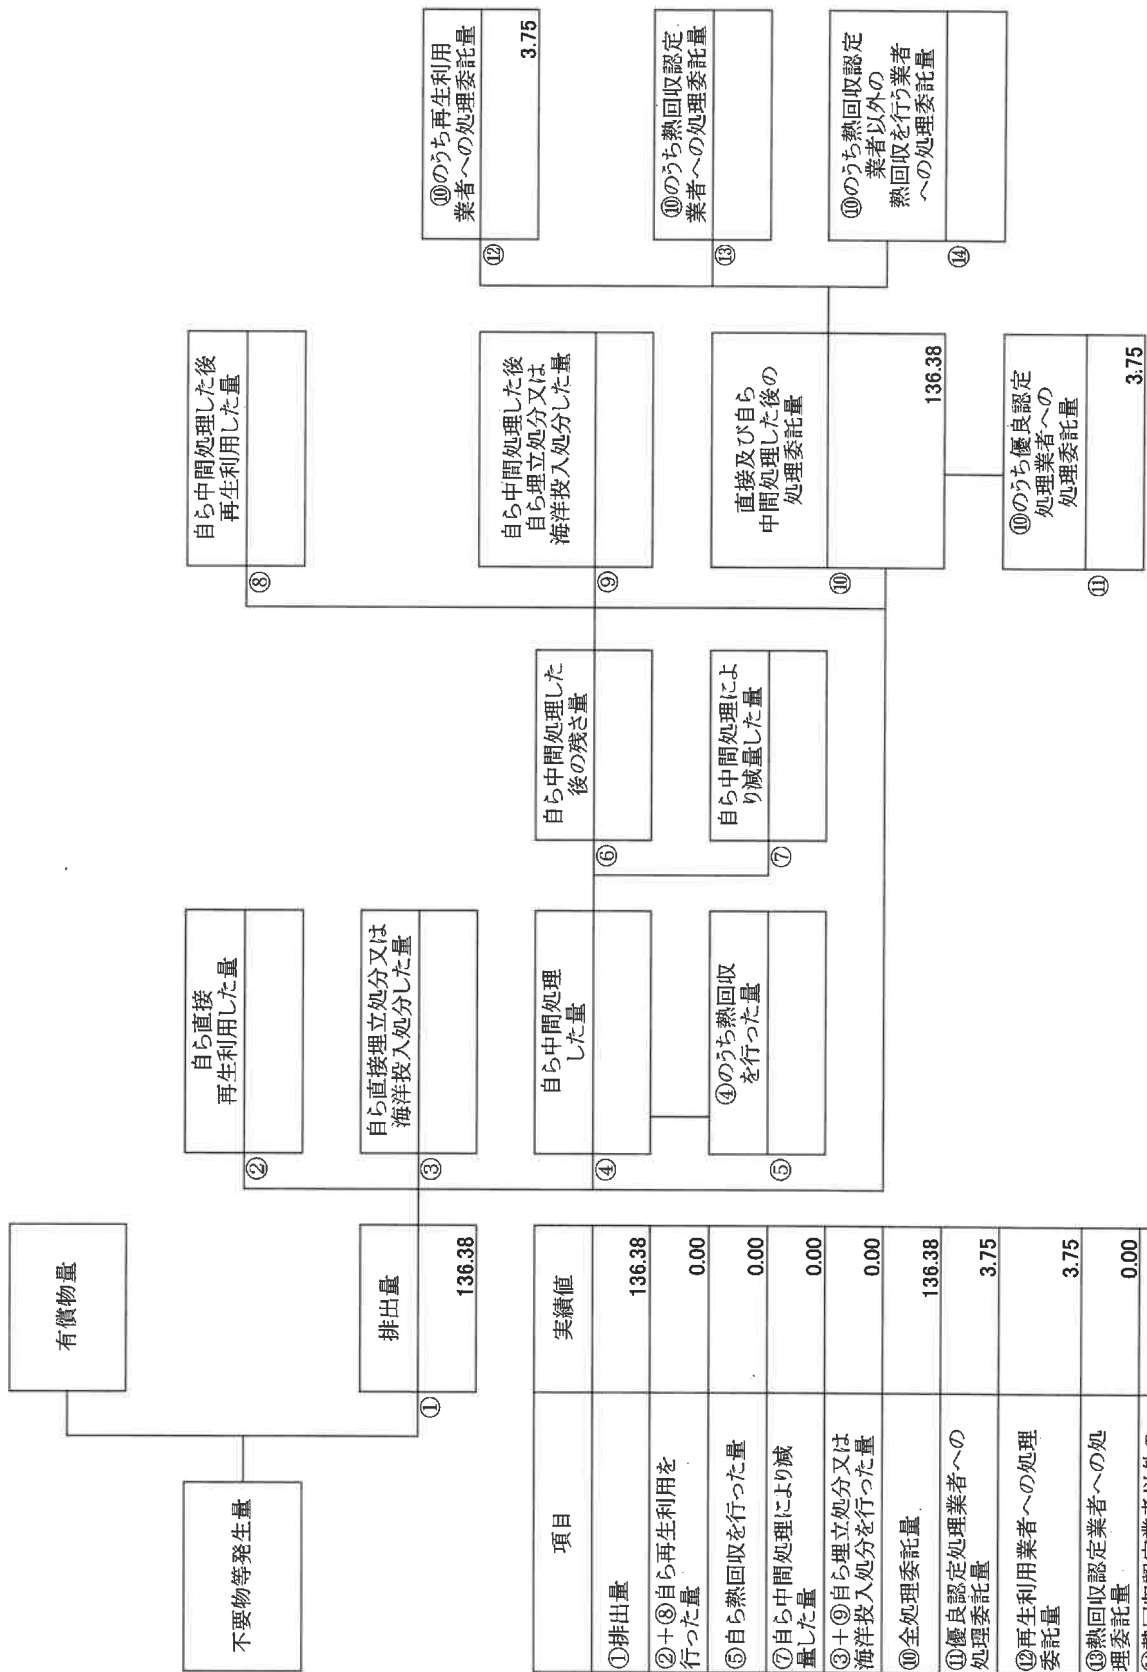 有償物量
不要物等発生量
排出量
①
136.38
②
自ら直接
再生利用した量
③
自ら直接埋立処分又は
海洋投入処分した量
④
自ら中間処理
した量
⑤
④のうち熱回収
を行った量
⑥
自ら中間処理した
後の残さ量
⑦
自ら中間処理によ
り減量した量
⑧
自ら中間処理した後
再生利用した量
⑨
自ら中間処理した後
自ら埋立処分又は
海洋投入処分した量
⑩
直接及び自ら
中間処理した後の
処理委託量
136.38
⑪
⑩のうち優良認定
処理業者への
処理委託量
3.75
⑫
⑩のうち再生利用
業者への処理委託量
3.75
⑬
⑩のうち熱回収認定
業者への処理委託量
⑭
⑩のうち熱回収認定
業者以外の
熱回収を行う業者
への処理委託量
項目
実績値
①排出量
136.38
②+⑧自ら再生利用を
行った量
0.00
⑤自ら熱回収を行った量
0.00
⑦自ら中間処理により減
量した量
0.00
③+⑨自ら埋立処分又は
海洋投入処分を行った量
0.00
⑩全処理委託量
136.38
⑪優良認定処理業者への
処理委託量
3.75
⑫再生利用業者への処理
委託量
3.75
⑬熱回収認定業者への処
理委託量
0.00